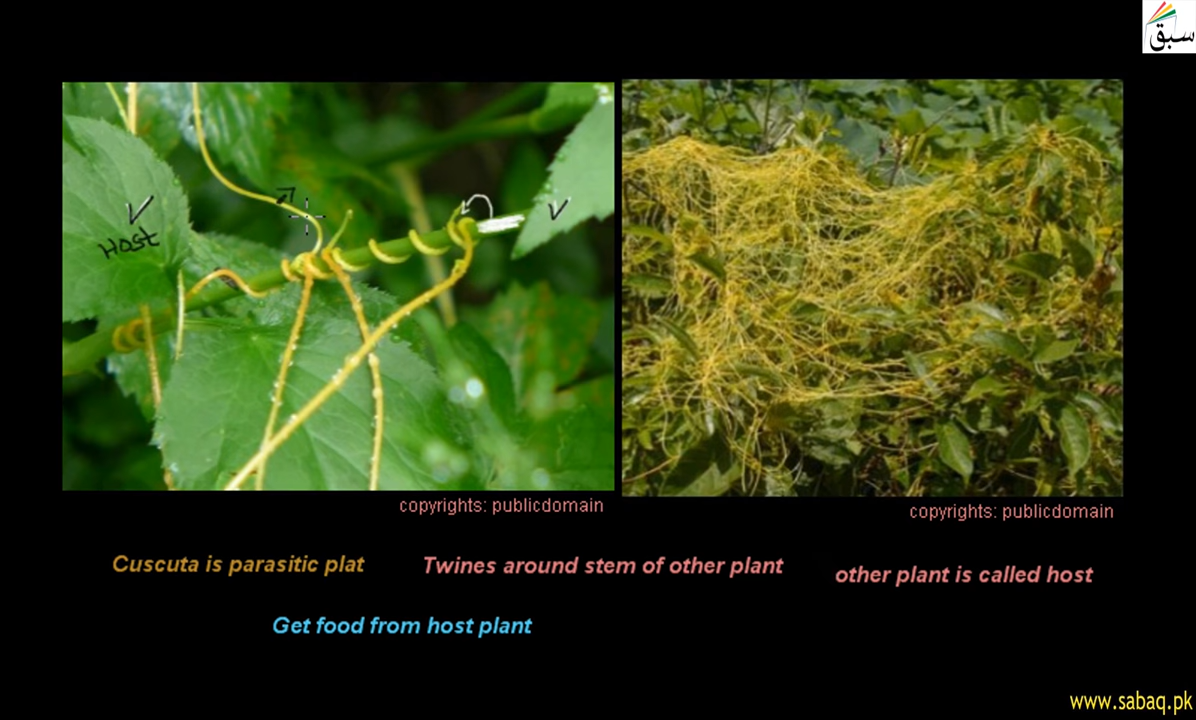 سبق
V
HOST
V
copyrights: publicdomain
copyrights: publicdomain
Cuscuta is parasitic plat
Twines around stem of other plant
other plant is called host
Get food from host plant
www.sabaq.pk